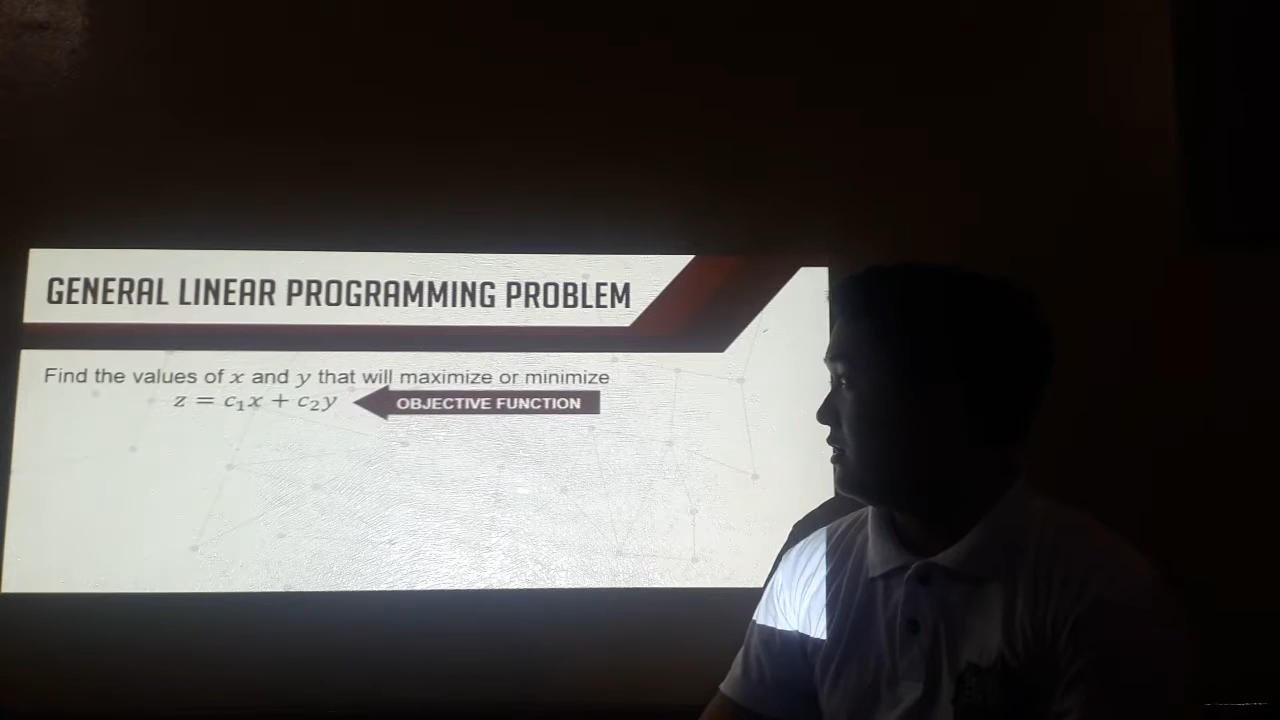 GENERAL LINEAR PROGRAMMING PROBLEM
Find the values of x and y that will maximize or minimize
z = c₁x + c₂y
OBJECTIVE FUNCTION